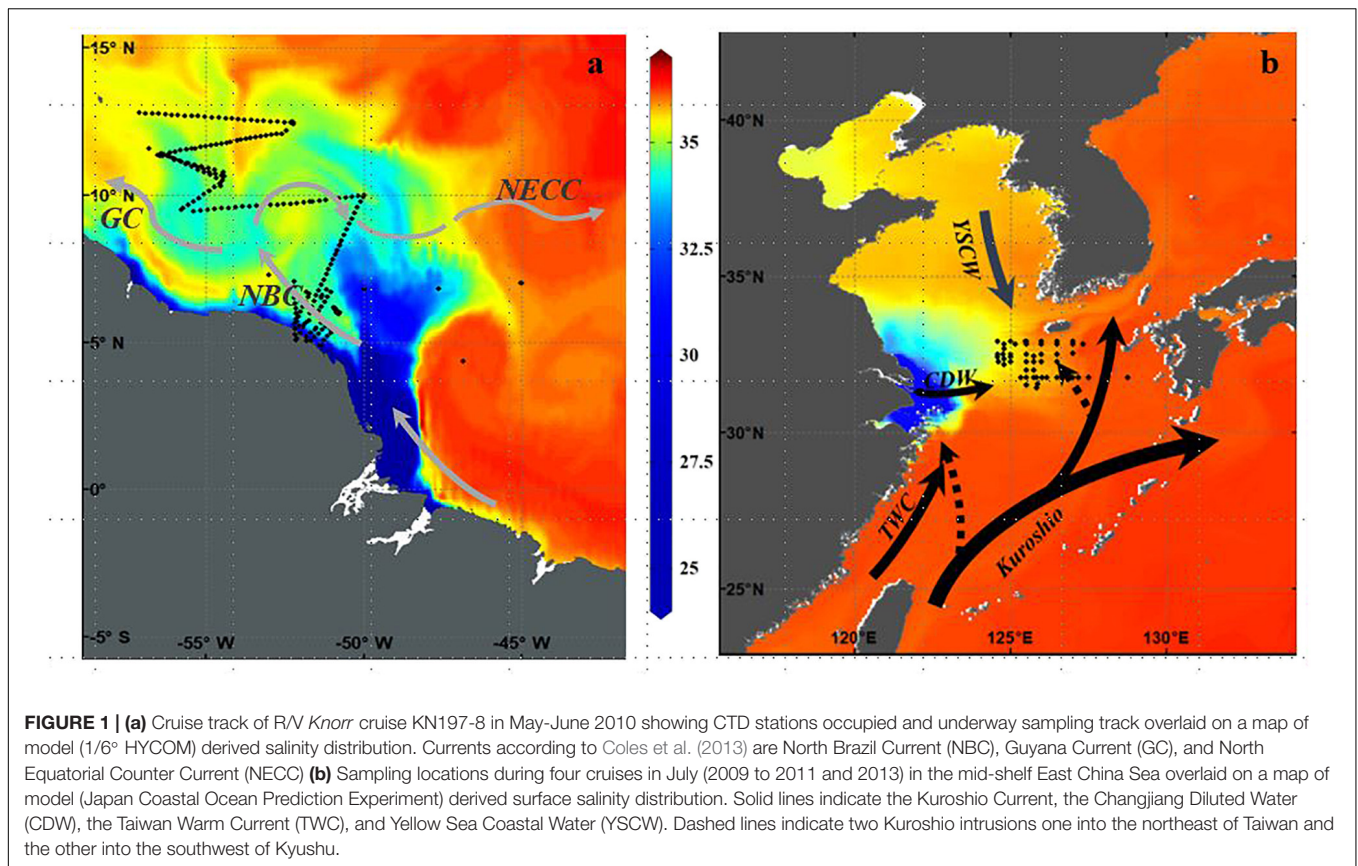 15° N
10° N
5° N
0°
-5° S
-55° W
-50° W
-45° W
a
GC
NECC
NBC
35
32.5
30
27.5
25
b
40°N
35°N
30°N
25°N
120°E
125°E
130°E
YSCW
CDW
TWC
Kuroshio
FIGURE 1 | (a) Cruise track of R/V Knorr cruise KN197-8 in May-June 2010 showing CTD stations occupied and underway sampling track overlaid on a map of
model (1/6° HYCOM) derived salinity distribution. Currents according to Coles et al. (2013) are North Brazil Current (NBC), Guyana Current (GC), and North
Equatorial Counter Current (NECC) (b) Sampling locations during four cruises in July (2009 to 2011 and 2013) in the mid-shelf East China Sea overlaid on a map of
model (Japan Coastal Ocean Prediction Experiment) derived surface salinity distribution. Solid lines indicate the Kuroshio Current, the Changjiang Diluted Water
(CDW), the Taiwan Warm Current (TWC), and Yellow Sea Coastal Water (YSCW). Dashed lines indicate two Kuroshio intrusions one into the northeast of Taiwan and
the other into the southwest of Kyushu.